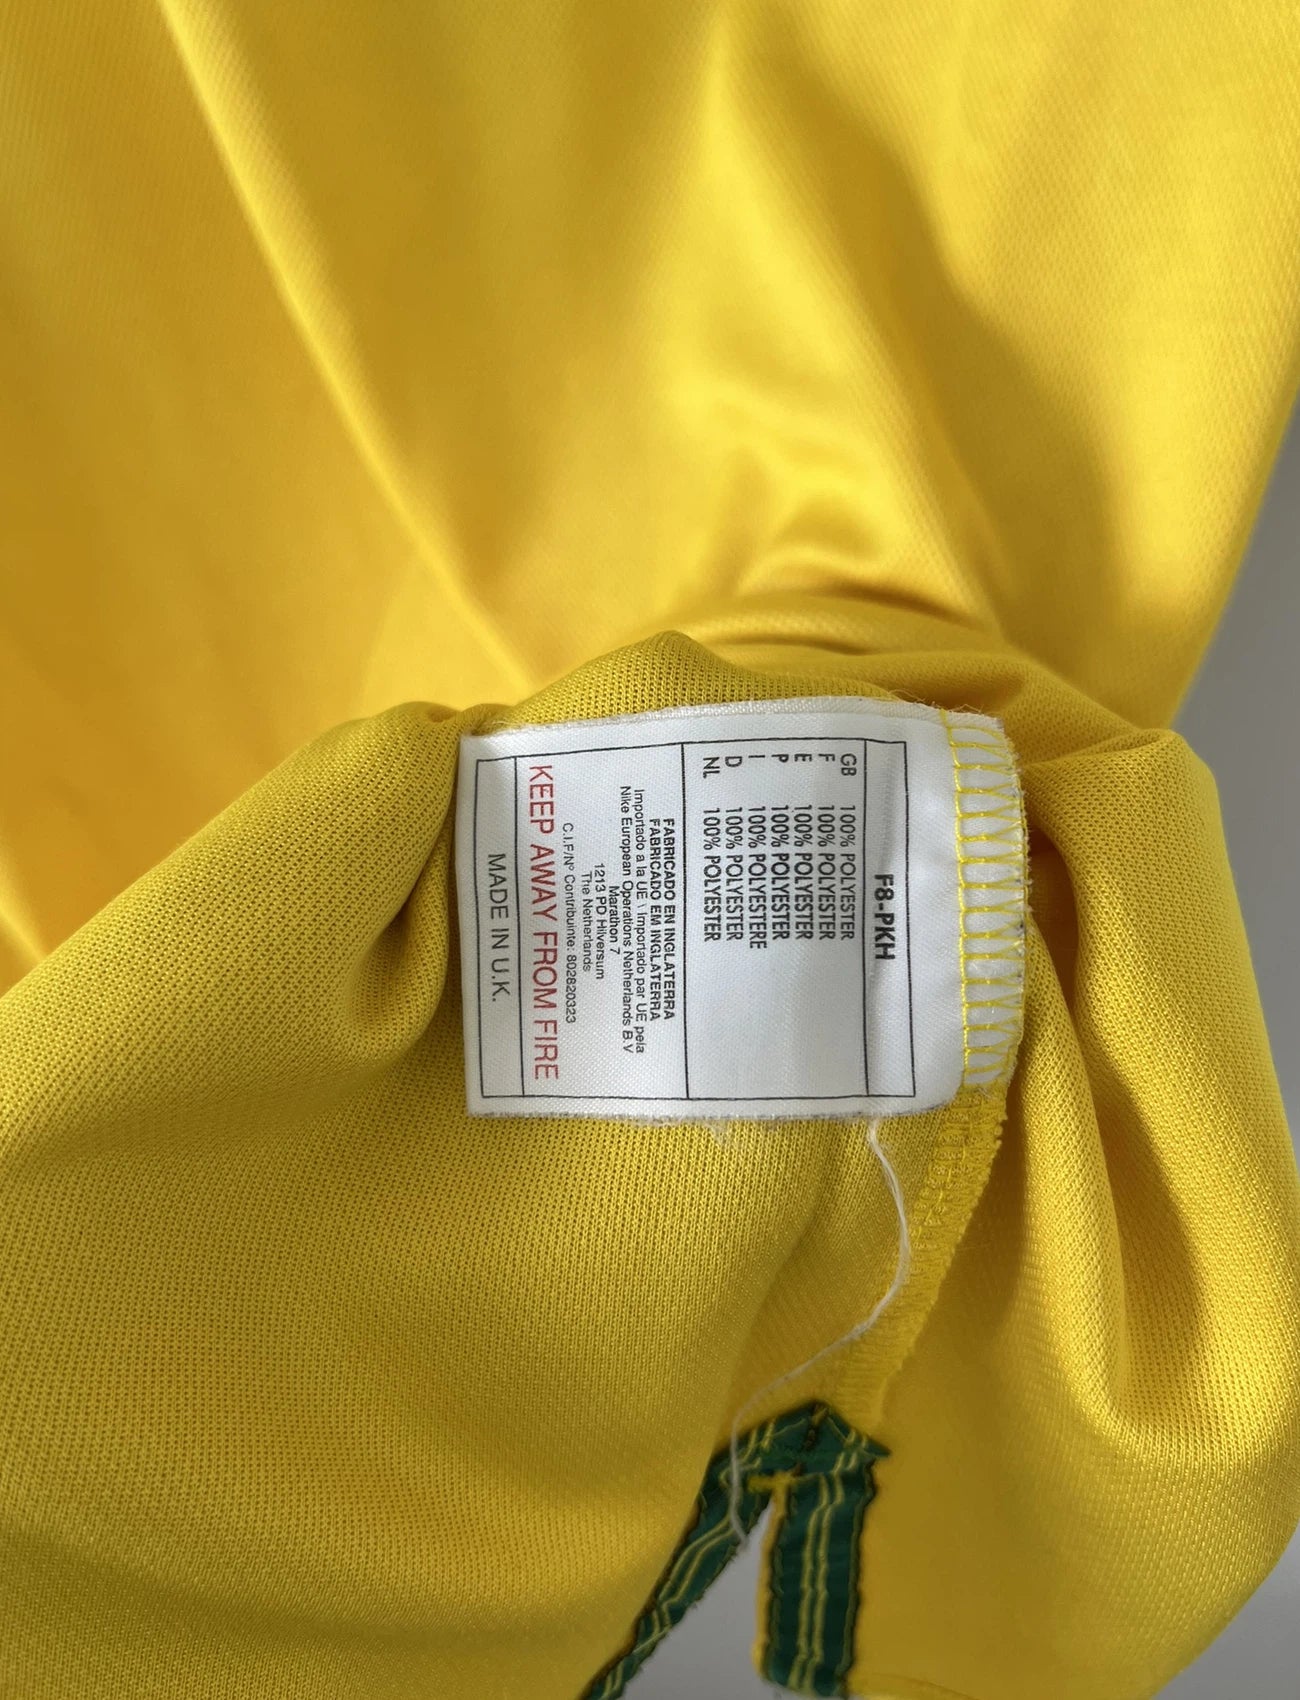 F8-PKH
GB 100% POLYESTER
F 100% POLYESTER
E 100% POLYESTER
P 100% POLYESTER
I 100% POLYESTERE
D 100% POLYESTER
NL 100% POLYESTER
FABRICADO EN INGLATERRA
FABRICADO EM INGLATERRA
Importado a la UE \ Importado par UE pela
Nike European Operations Netherlands B.V
Marathon 7
1213 PD Hilversum
The Netherlands
C.I.F/Nº Contribuinte: 802820323
KEEP AWAY FROM FIRE
MADE IN U.K.